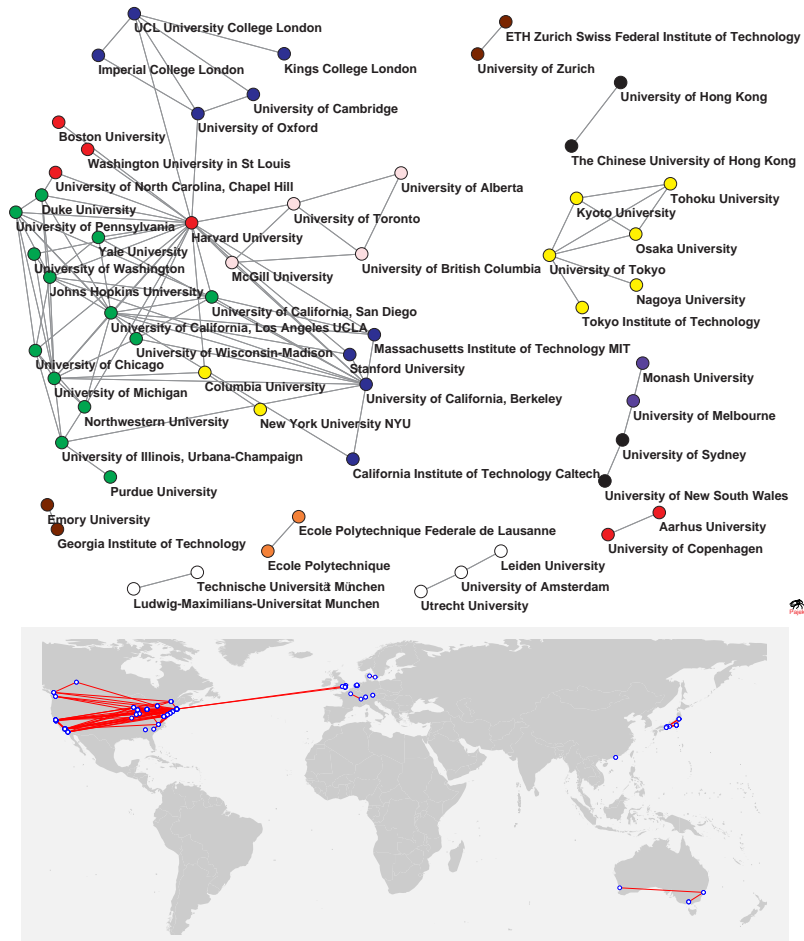 UCL University College London
ETH Zurich Swiss Federal Institute of Technology
Imperial College London
Kings College London
University of Zurich
University of Hong Kong
University of Cambridge
University of Oxford
Boston University
Washington University in St Louis
The Chinese University of Hong Kong
University of North Carolina, Chapel Hill
University of Alberta
Tohoku University
Duke University
Kyoto University
University of Toronto
University of Pennsylvania
Harvard University
Osaka University
Yale University
University of Washington
McGill University
University of British Columbia
University of Tokyo
Johns Hopkins University
Nagoya University
University of California, San Diego
Tokyo Institute of Technology
University of California, Los Angeles UCLA
University of Wisconsin-Madison
Massachusetts Institute of Technology MIT
University of Chicago
Stanford University
Monash University
Columbia University
University of Michigan
University of California, Berkeley
University of Melbourne
Northwestern University
New York University NYU
University of Illinois, Urbana-Champaign
University of Sydney
California Institute of Technology Caltech
Purdue University
University of New South Wales
Emory University
Ecole Polytechnique Federale de Lausanne
Aarhus University
Georgia Institute of Technology
University of Copenhagen
Ecole Polytechnique
Leiden University
Technische Universität München
University of Amsterdam
Ludwig-Maximilians-Universitat Munchen
Utrecht University
Pajek